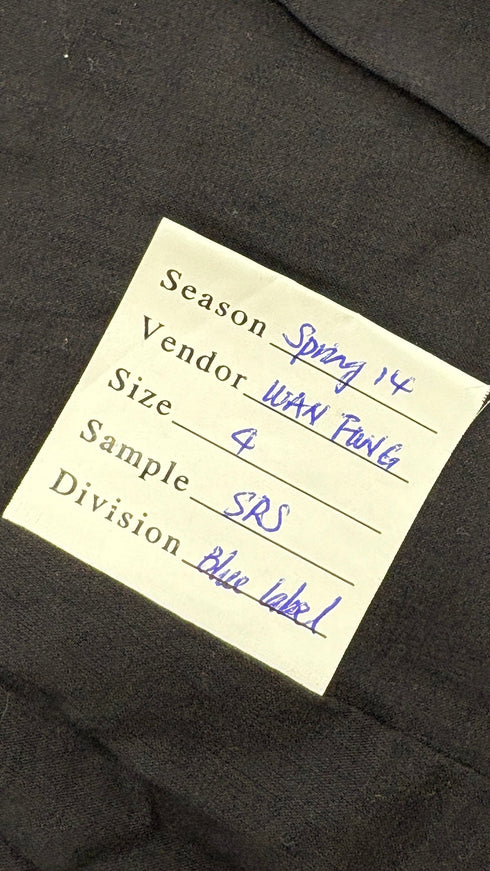 Season Spring 14
Vendor WAN FUNG
Size 4
Sample SRS
Division Blue label